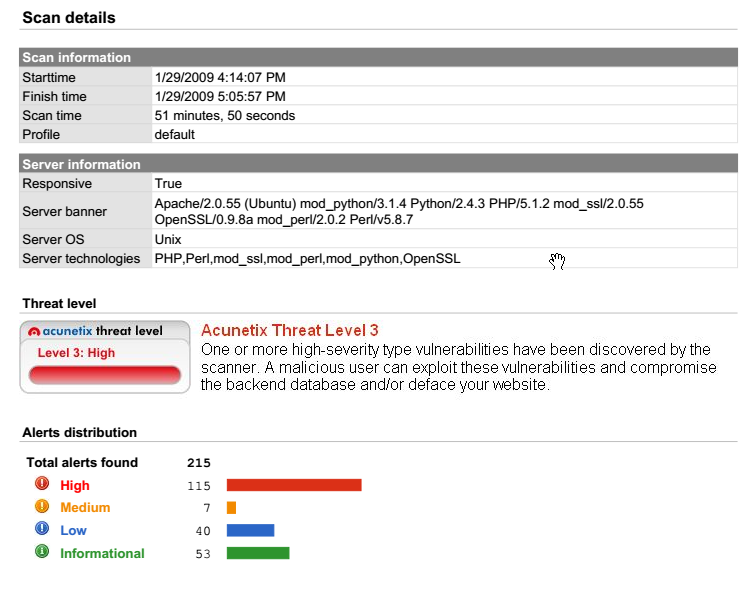 Scan details
Scan information
Starttime 1/29/2009 4:14:07 PM
Finish time 1/29/2009 5:05:57 PM
Scan time 51 minutes, 50 seconds
Profile default
Server information
Responsive True
Server banner Apache/2.0.55 (Ubuntu) mod_python/3.1.4 Python/2.4.3 PHP/5.1.2 mod_ssl/2.0.55
OpenSSL/0.9.8a mod_perl/2.0.2 Perl/v5.8.7
Server OS Unix
Server technologies PHP,Perl,mod_ssl,mod_perl,mod_python,OpenSSL
Threat level
acunetix threat level
Level 3: High
Acunetix Threat Level 3
One or more high-severity type vulnerabilities have been discovered by the
scanner. A malicious user can exploit these vulnerabilities and compromise
the backend database and/or deface your website.
Alerts distribution
Total alerts found 215
High 115
Medium 7
Low 40
Informational 53